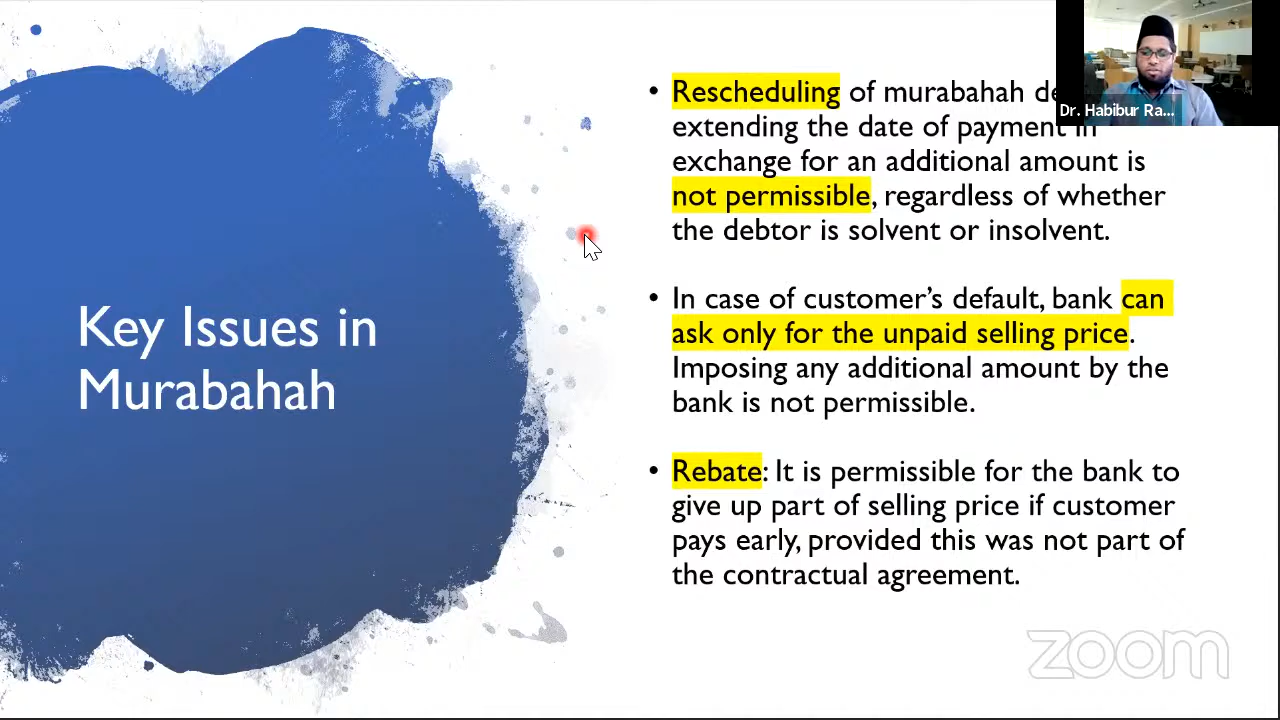 Key Issues in
Murabahah
• Rescheduling of murabahah
extending the date of payment in
exchange for an additional amount is
not permissible, regardless of whether
the debtor is solvent or insolvent.
• In case of customer’s default, bank can
ask only for the unpaid selling price.
Imposing any additional amount by the
bank is not permissible.
• Rebate: It is permissible for the bank to
give up part of selling price if customer
pays early, provided this was not part of
the contractual agreement.
Dr. Habibur Ra...
zoom